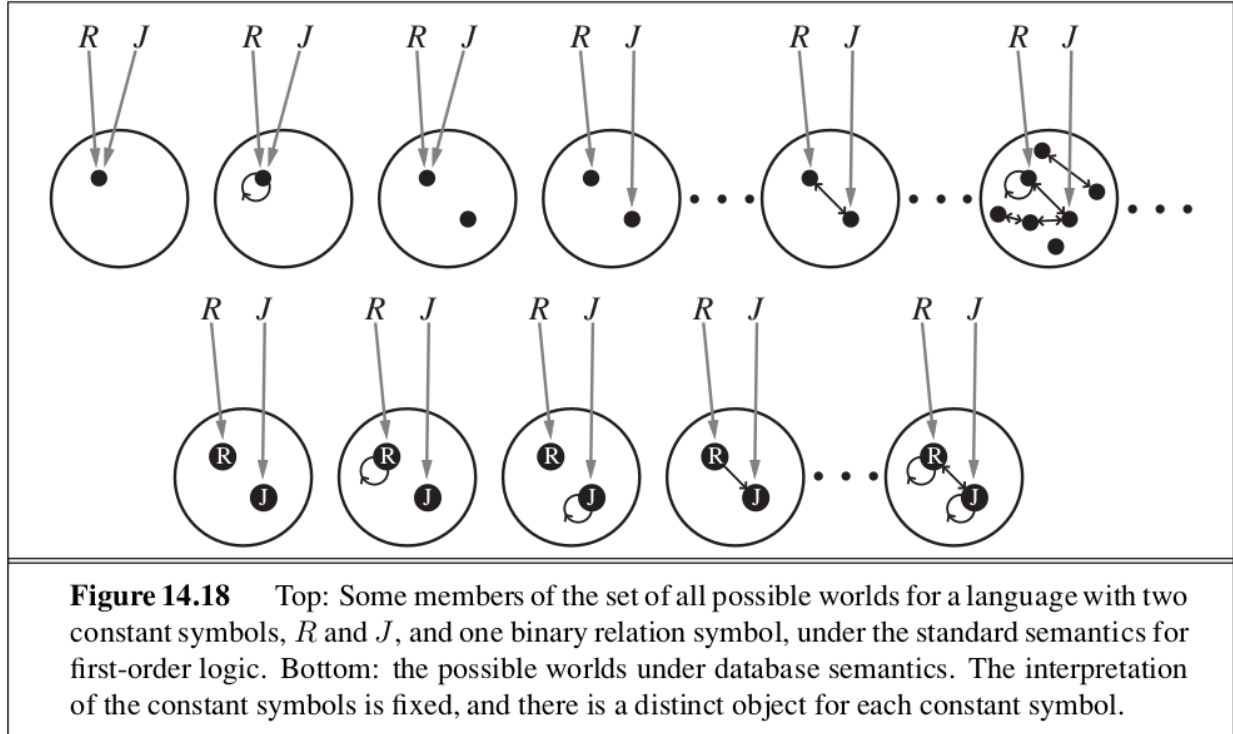 R J R J R J R J R J R J
R J R J R J R J R J
R R R R R
J J J J J
Figure 14.18 Top: Some members of the set of all possible worlds for a language with two
constant symbols, R and J, and one binary relation symbol, under the standard semantics for
first-order logic. Bottom: the possible worlds under database semantics. The interpretation
of the constant symbols is fixed, and there is a distinct object for each constant symbol.